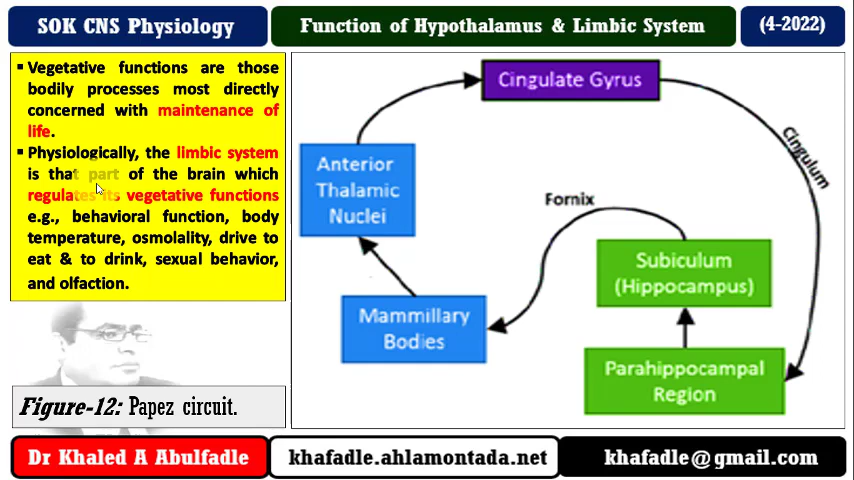 SOK CNS Physiology
Function of Hypothalamus & Limbic System
(4-2022)
▪ Vegetative functions are those
bodily processes most directly
concerned with maintenance of
life.
▪ Physiologically, the limbic system
is that part of the brain which
regulates its vegetative functions
e.g., behavioral function, body
temperature, osmolality, drive to
eat & to drink, sexual behavior,
and olfaction.
Cingulate Gyrus
Cingulum
Anterior
Thalamic
Nuclei
Fornix
Subiculum
(Hippocampus)
Mammillary
Bodies
Parahippocampal
Region
Figure-12: Papez circuit.
Dr Khaled A Abulfadle
khafadle.ahlamontada.net
khafadle@gmail.com